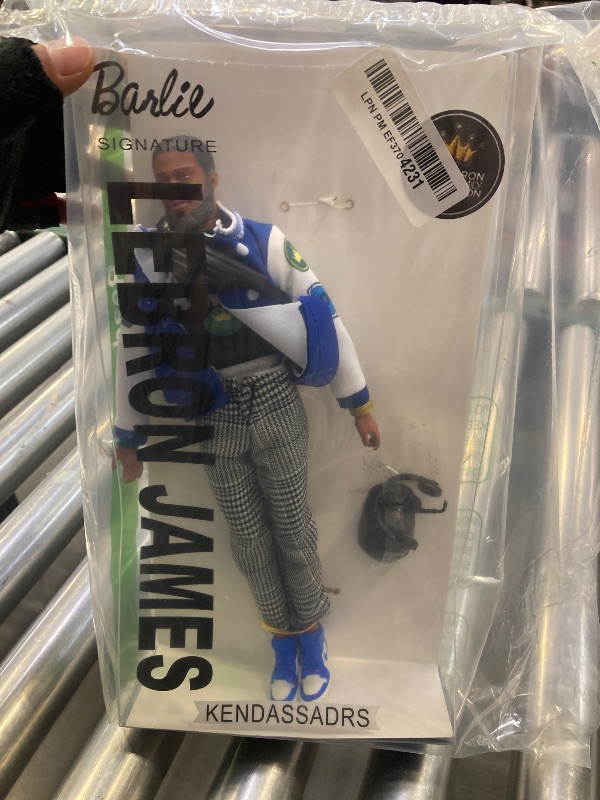 Barbie
SIGNATURE
LEBRON JAMES
LPN PM EF3704231
KENDASSADRS